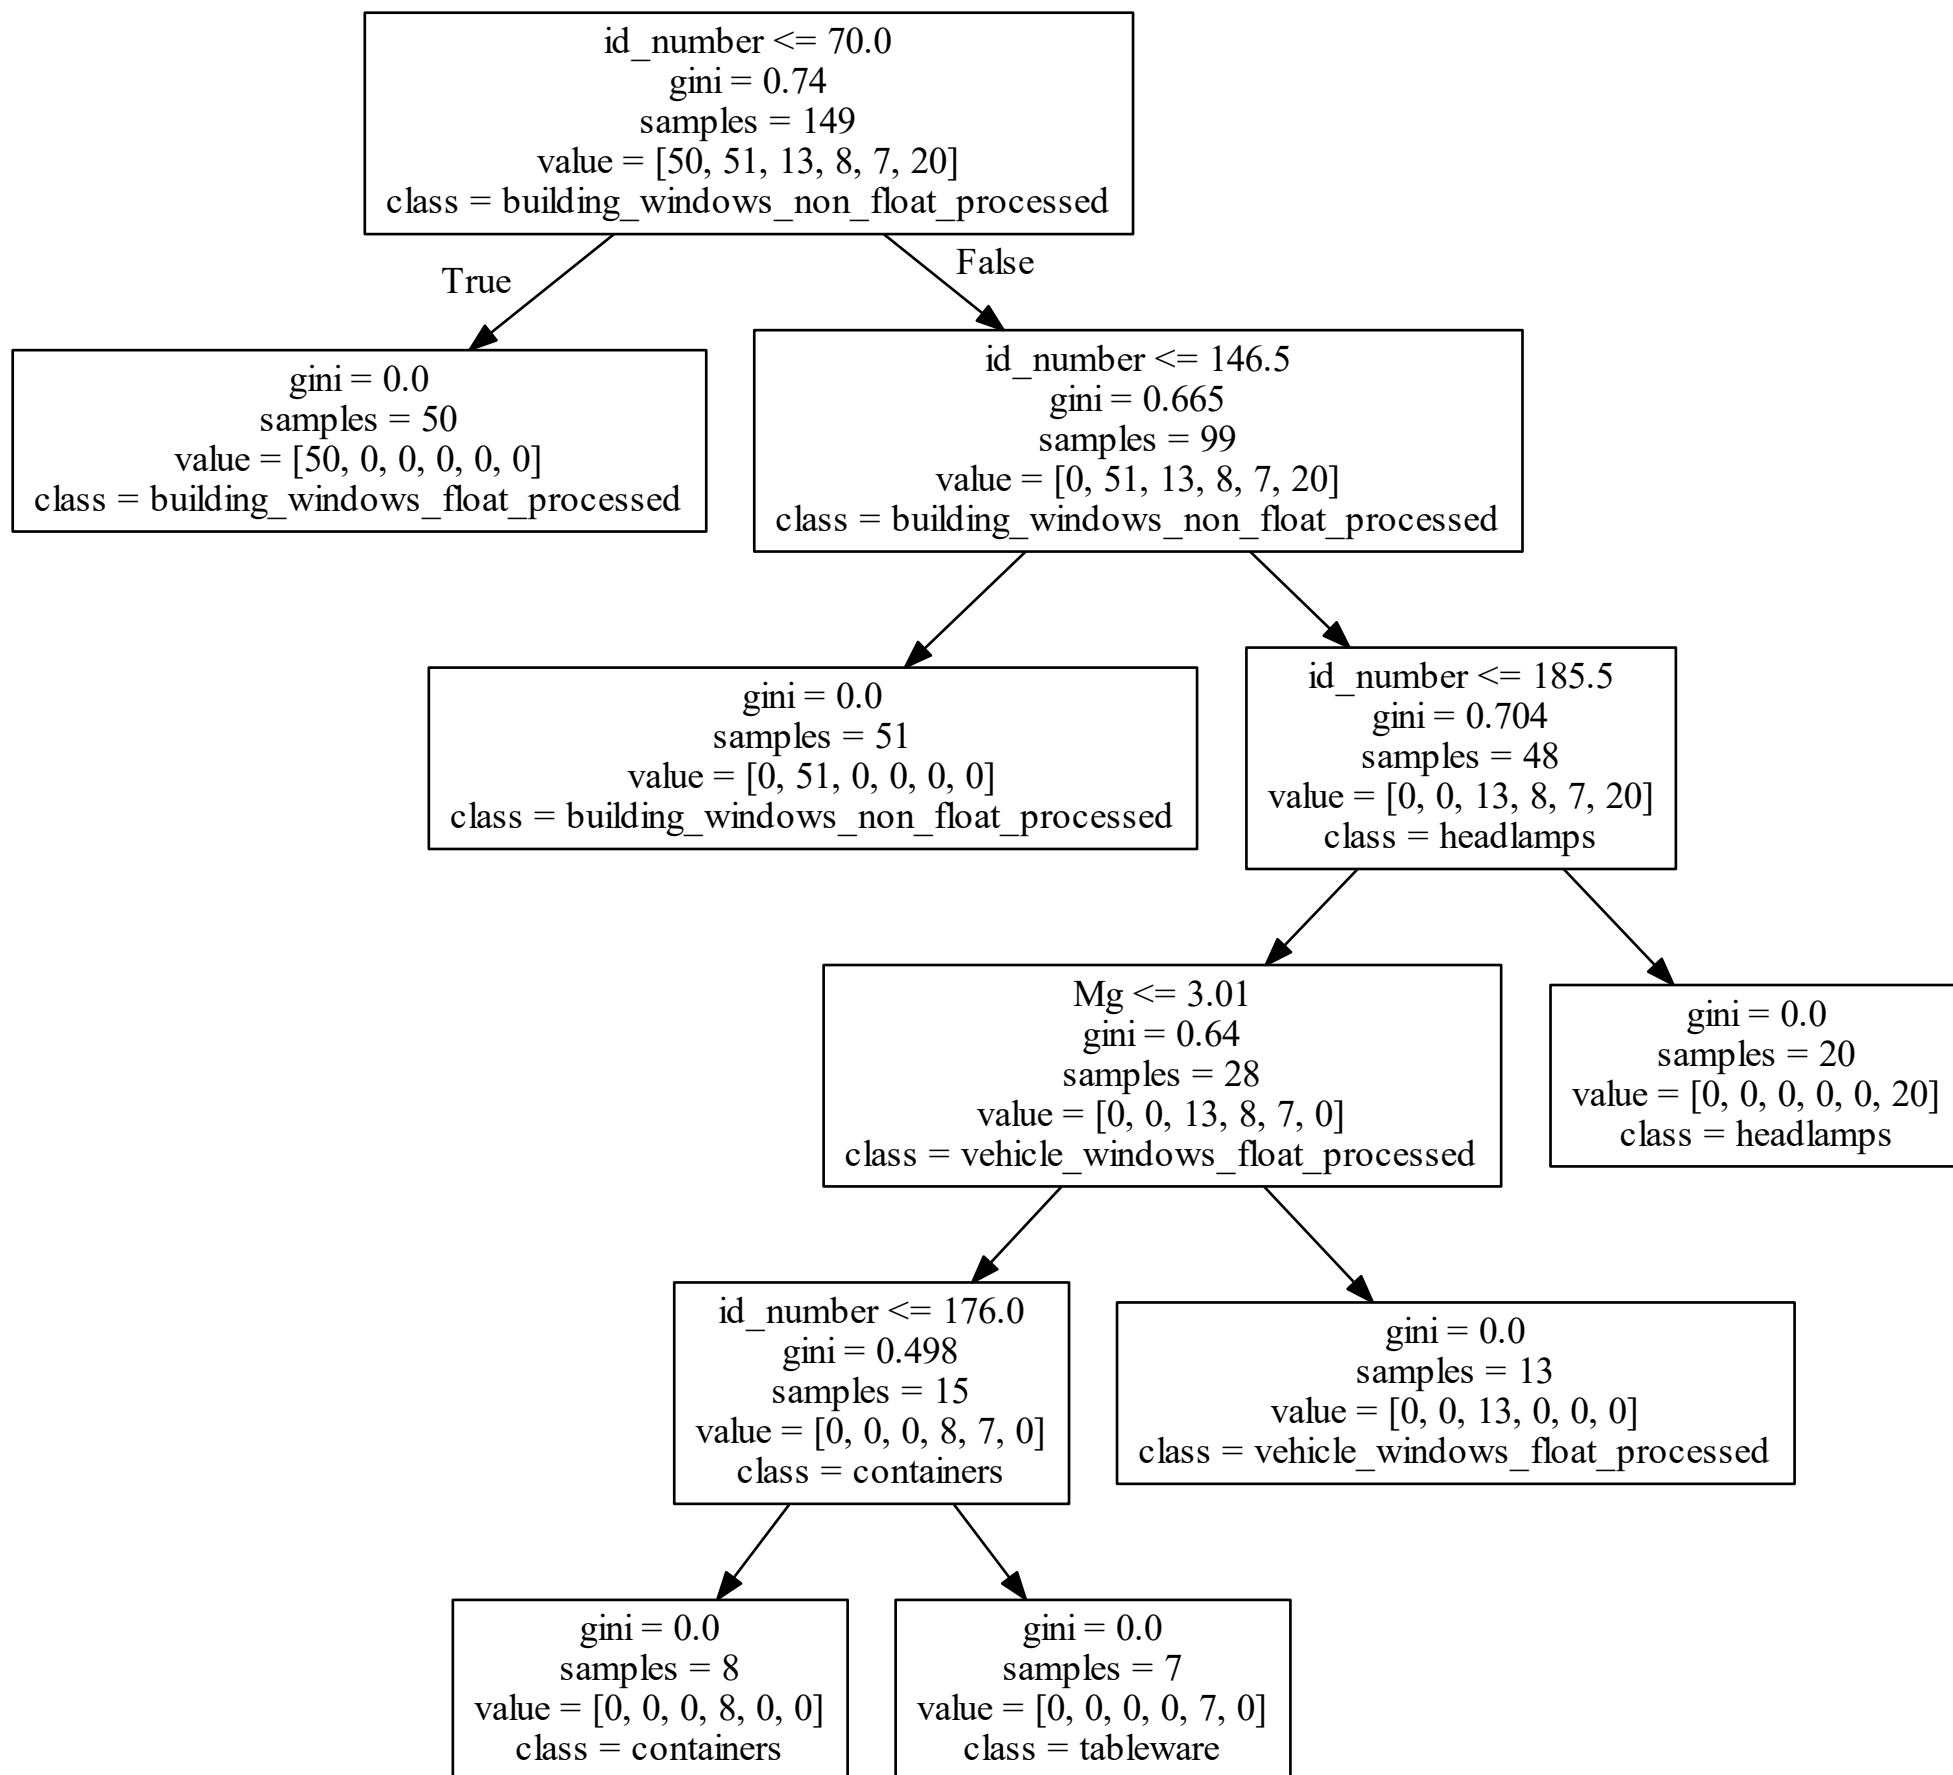 id_number <= 70.0
gini = 0.74
samples = 149
value = [50, 51, 13, 8, 7, 20]
class = building_windows_non_float_processed
True
False
gini = 0.0
samples = 50
value = [50, 0, 0, 0, 0, 0]
class = building_windows_float_processed
id_number <= 146.5
gini = 0.665
samples = 99
value = [0, 51, 13, 8, 7, 20]
class = building_windows_non_float_processed
gini = 0.0
samples = 51
value = [0, 51, 0, 0, 0, 0]
class = building_windows_non_float_processed
id_number <= 185.5
gini = 0.704
samples = 48
value = [0, 0, 13, 8, 7, 20]
class = headlamps
Mg <= 3.01
gini = 0.64
samples = 28
value = [0, 0, 13, 8, 7, 0]
class = vehicle_windows_float_processed
gini = 0.0
samples = 20
value = [0, 0, 0, 0, 0, 20]
class = headlamps
id_number <= 176.0
gini = 0.498
samples = 15
value = [0, 0, 0, 8, 7, 0]
class = containers
gini = 0.0
samples = 13
value = [0, 0, 13, 0, 0, 0]
class = vehicle_windows_float_processed
gini = 0.0
samples = 8
value = [0, 0, 0, 8, 0, 0]
class = containers
gini = 0.0
samples = 7
value = [0, 0, 0, 0, 7, 0]
class = tableware